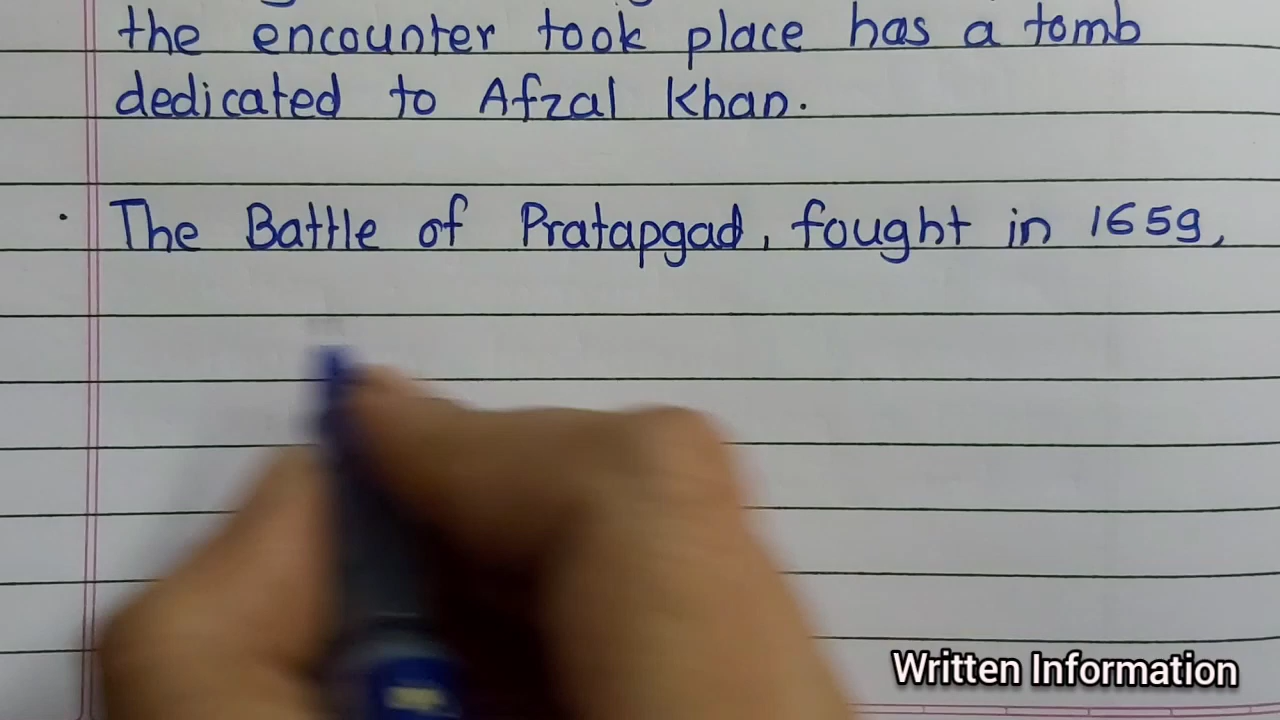 the encounter took place has a tomb
dedicated to Afzal Khan.
· The Battle of Pratapgad, fought in 1659,
Written Information